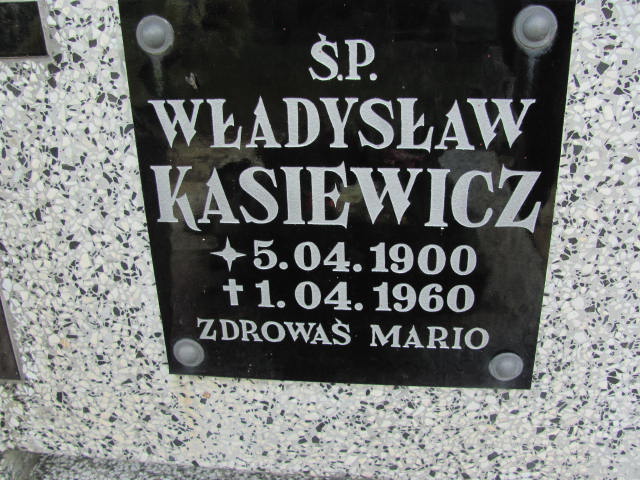 Ś.P.
WŁADYSŁAW
KASIEWICZ
5.04.1900
† 1.04.1960
ZDROWAŚ MARIO